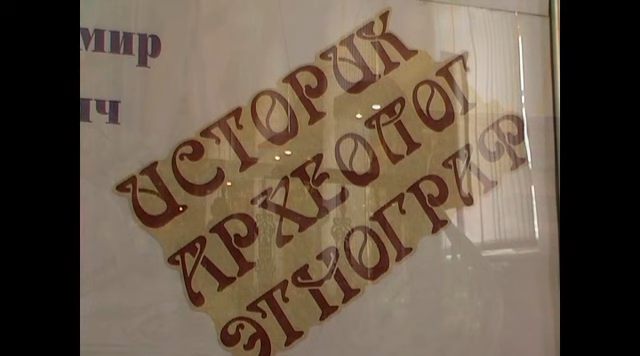 мир
ич
ИСТОРИК
АРХЕОЛОГ
ЭТНОГРАФ